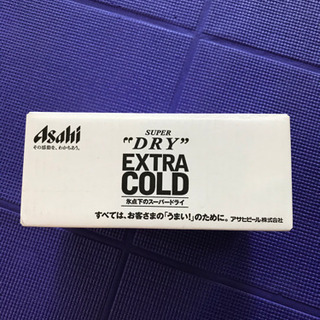 Asahi
その感動を、わかちあう。
SUPER
"DRY"
EXTRA
COLD
氷点下のスーパードライ
すべては、お客さまの「うまい!」のために。 アサヒビール株式会社